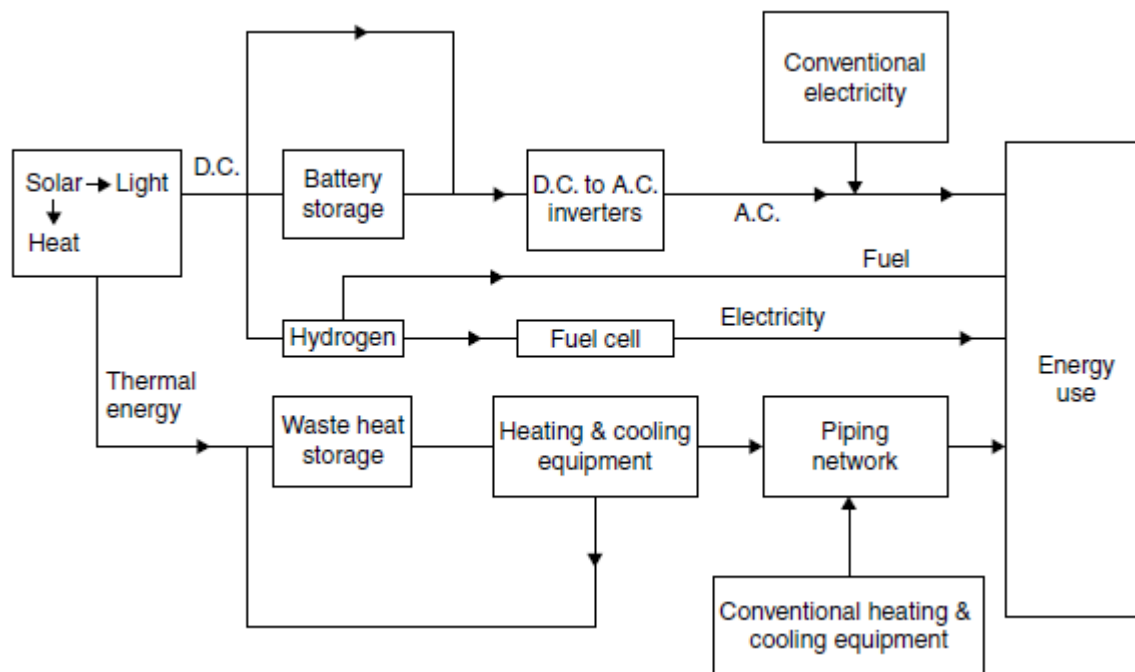 Conventional
electricity
D.C.
Solar Light
Heat
Battery
storage
D.C. to A.C.
inverters
A.C.
Fuel
Hydrogen
Fuel cell
Electricity
Energy
use
Thermal
energy
Waste heat
storage
Heating & cooling
equipment
Piping
network
Conventional heating &
cooling equipment